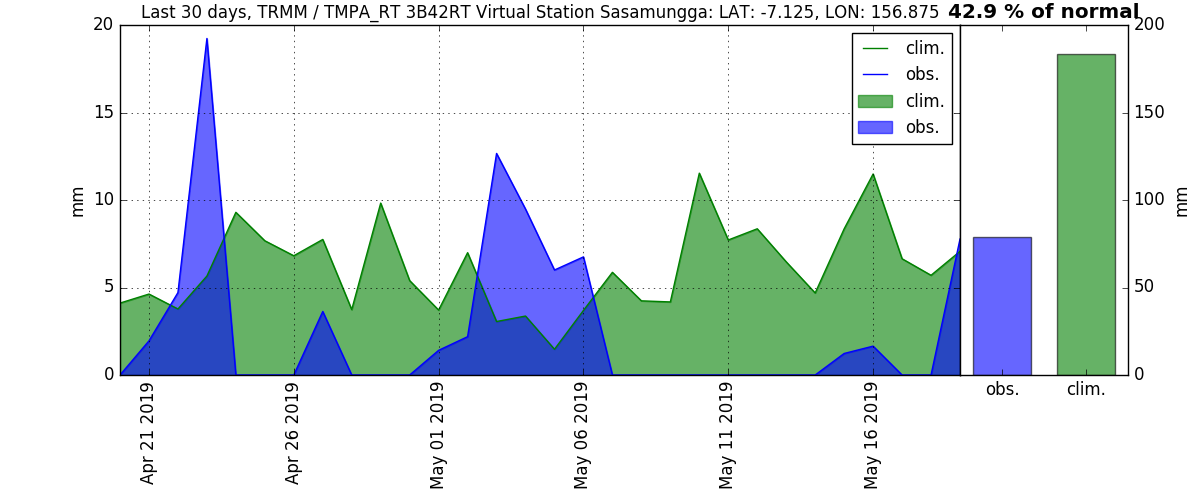 Last 30 days, TRMM / TMPA_RT 3B42RT Virtual Station Sasamungga: LAT: -7.125, LON: 156.875 42.9 % of normal
20
15
10
5
0
mm
clim.
obs.
clim.
obs.
200
150
100
50
0
mm
Apr 21 2019
Apr 26 2019
May 01 2019
May 06 2019
May 11 2019
May 16 2019
obs.
clim.